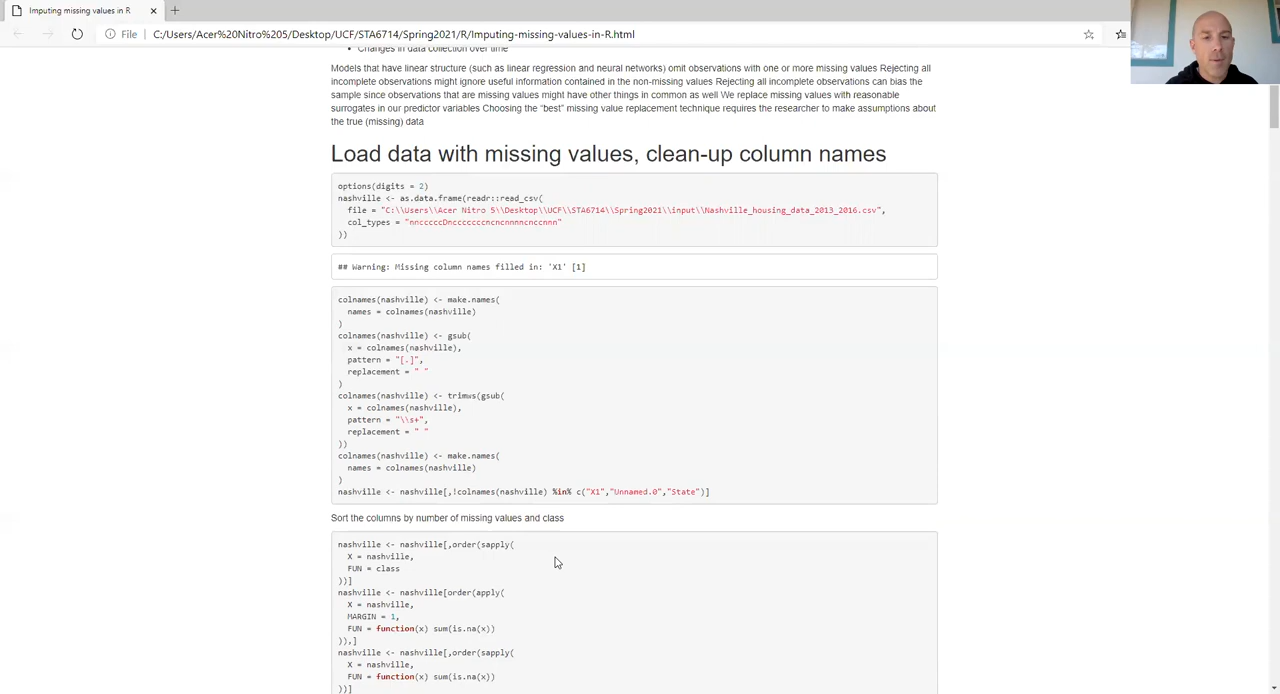 Imputing missing values in R
File
C:/Users/Acer%20Nitro%205/Desktop/UCF/STA6714/Spring2021/R/Imputing-missing-values-in-R.html
Changes in data collection over time
Models that have linear structure (such as linear regression and neural networks) omit observations with one or more missing values Rejecting all
incomplete observations might ignore useful information contained in the non-missing values Rejecting all incomplete observations can bias the
sample since observations that are missing values might have other things in common as well We replace missing values with reasonable
surrogates in our predictor variables Choosing the “best” missing value replacement technique requires the researcher to make assumptions about
the true (missing) data
Load data with missing values, clean-up column names
options(digits = 2)
nashville <- as.data.frame(readr::read_csv(
file = "C:\\Users\\Acer Nitro 5\\Desktop\\UCF\\STA6714\\Spring2021\\input\\Nashville_housing_data_2013_2016.csv",
col_types = "nncccccDncccccccncncnnnncnccnnn"
))
## Warning: Missing column names filled in: 'X1' [1]
colnames(nashville) <- make.names(
names = colnames(nashville)
)
colnames(nashville) <- gsub(
x = colnames(nashville),
pattern = "[.]",
replacement = " "
)
colnames(nashville) <- trimws(gsub(
x = colnames(nashville),
pattern = "\\s+",
replacement = " "
))
colnames(nashville) <- make.names(
names = colnames(nashville)
)
nashville <- nashville[,!colnames(nashville) %in% c("X1","Unnamed.0","State")]
Sort the columns by number of missing values and class
nashville <- nashville[,order(sapply(
X = nashville,
FUN = class
))]
nashville <- nashville[order(apply(
X = nashville,
MARGIN = 1,
FUN = function(x) sum(is.na(x))
)),]
nashville <- nashville[,order(sapply(
X = nashville,
FUN = function(x) sum(is.na(x))
))]